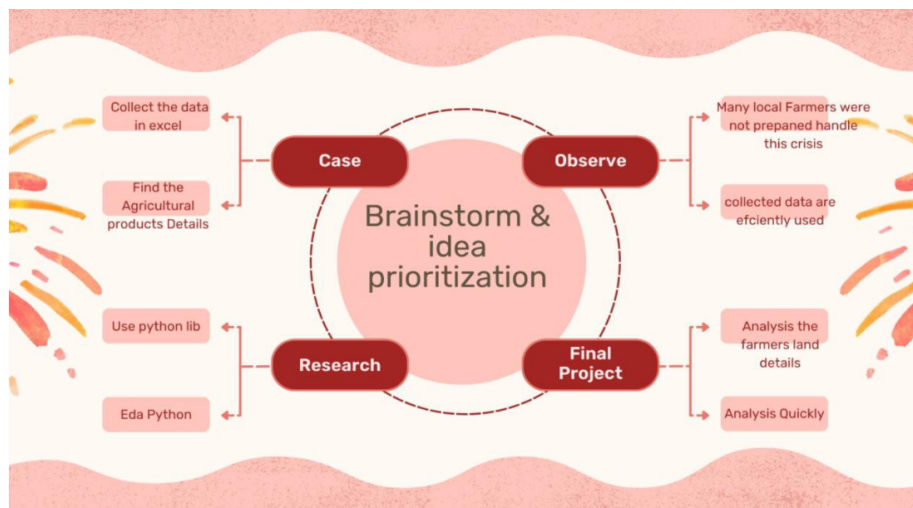 Collect the data
in excel
Find the
Agricultural
products Details
Case
Observe
Many local Farmers were
not prepaned handle
this crisis
collected data are
efciently used
Brainstorm &
idea
prioritization
Use python lib
Eda Python
Research
Final
Project
Analysis the
farmers land
details
Analysis Quickly